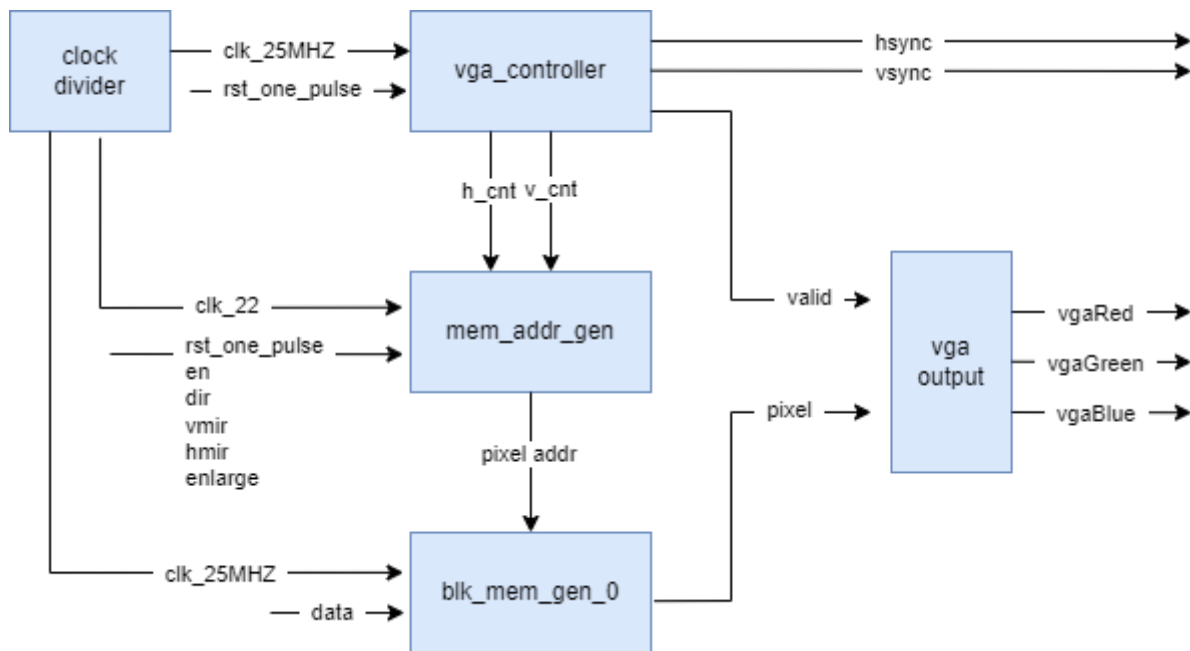 clock
divider
clk_25MHZ
rst_one_pulse
vga_controller
hsync
vsync
h_cnt
v_cnt
clk_22
rst_one_pulse
en
dir
vmir
hmir
enlarge
mem_addr_gen
valid
vga
output
vgaRed
vgaGreen
vgaBlue
pixel
pixel addr
clk_25MHZ
data
blk_mem_gen_0